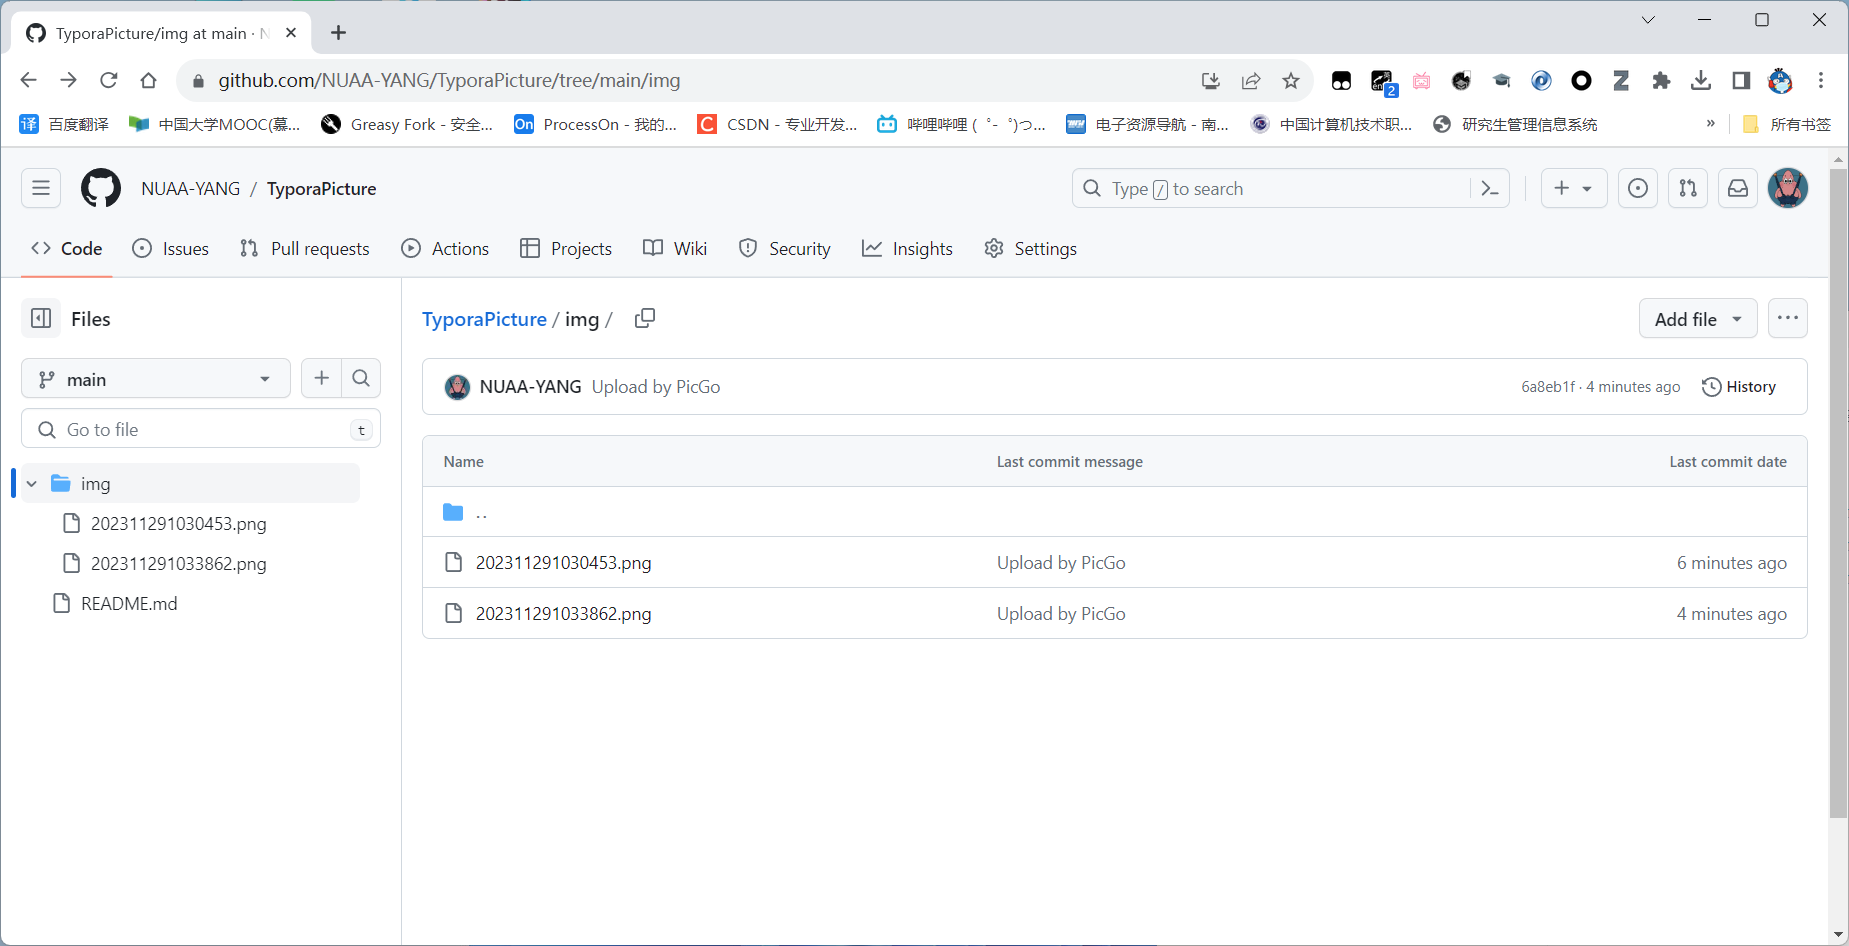 TyporaPicture/img at main · N
github.com/NUAA-YANG/TyporaPicture/tree/main/img
2
译 百度翻译
中国大学MOOC(慕...
Greasy Fork - 安全...
On ProcessOn - 我的...
C CSDN - 专业开发...
哔哩哔哩 ( ゜- ゜)つ...
电子资源导航 - 南...
中国计算机技术职...
研究生管理信息系统
»
所有书签
NUAA-YANG / TyporaPicture
Type / to search
Code
Issues
Pull requests
Actions
Projects
Wiki
Security
Insights
Settings
Files
main
Go to file
t
img
202311291030453.png
202311291033862.png
README.md
TyporaPicture / img /
Add file
...
NUAA-YANG Upload by PicGo
6a8eb1f · 4 minutes ago
History
Name Last commit message Last commit date
..
202311291030453.png Upload by PicGo 6 minutes ago
202311291033862.png Upload by PicGo 4 minutes ago